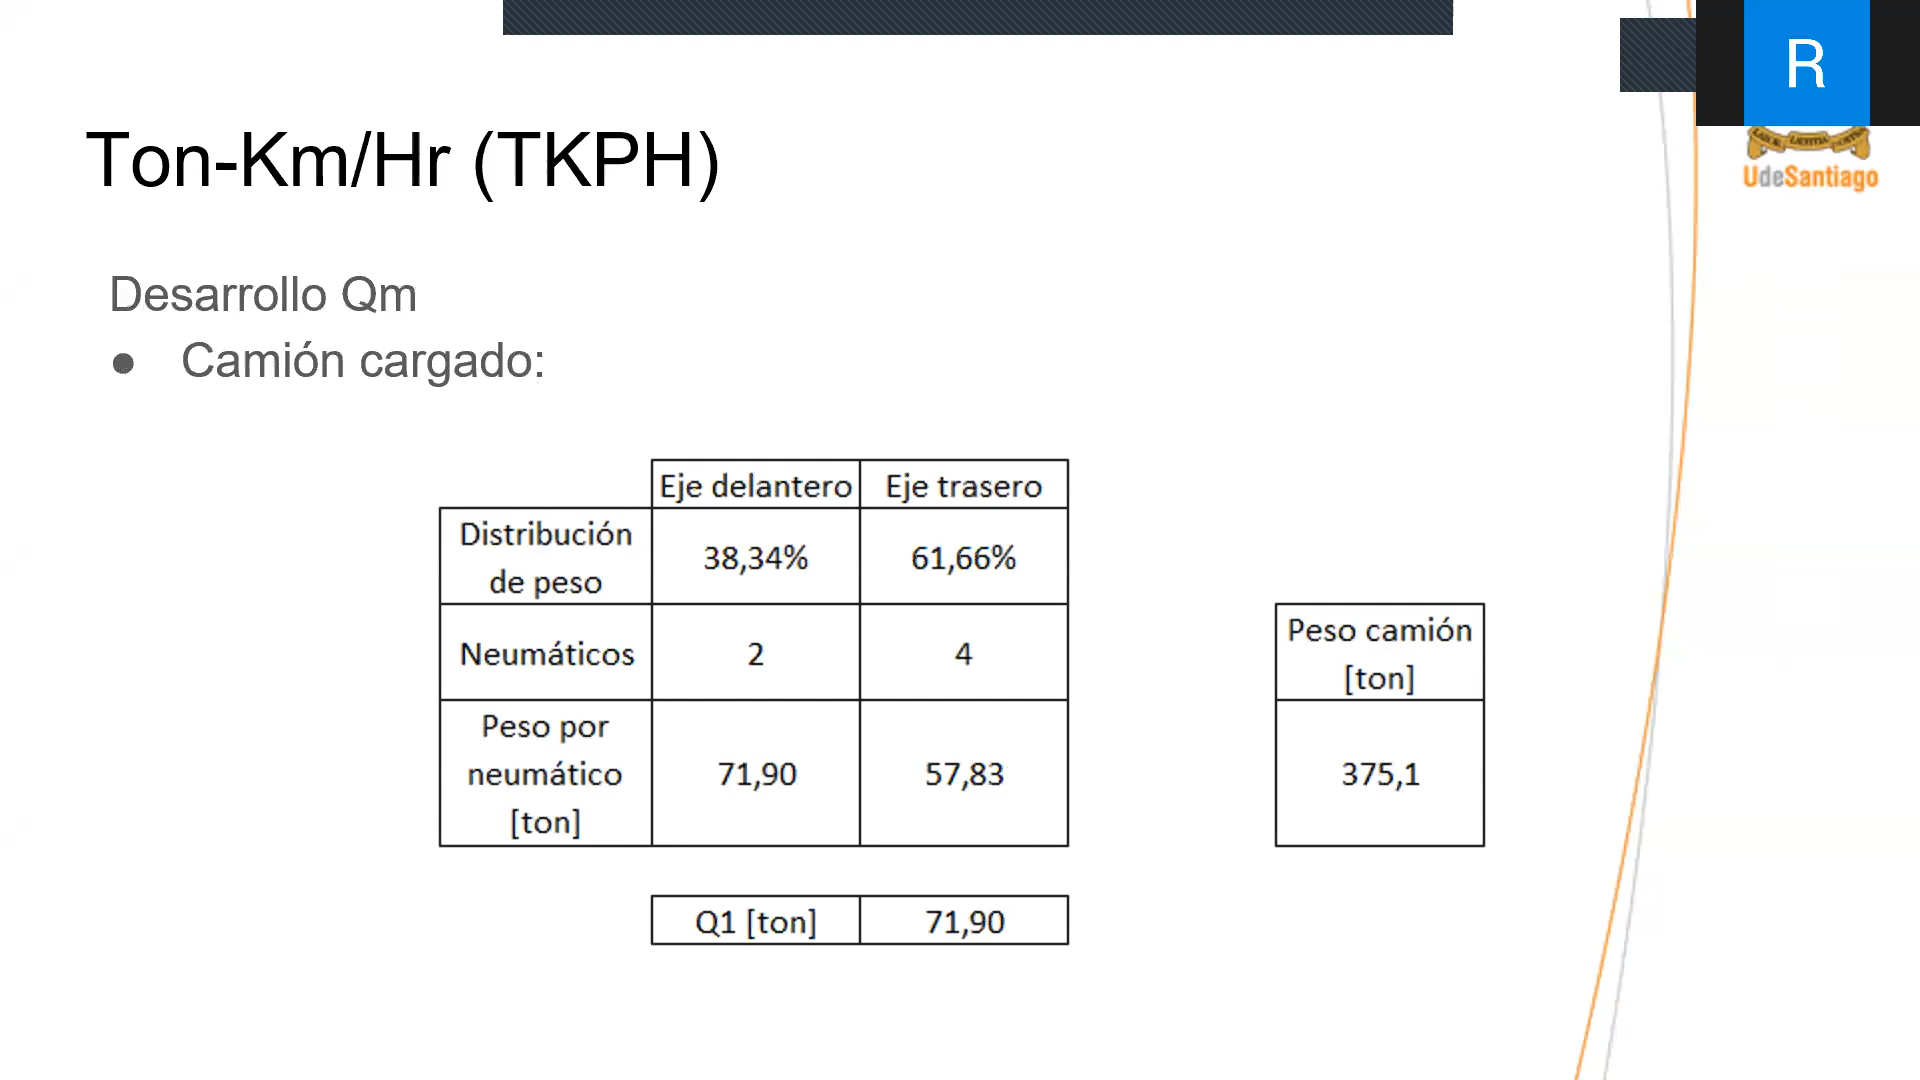 R
Ton-Km/Hr (TKPH)
UdeSantiago
Desarrollo Qm
● Camión cargado:
Eje delantero Eje trasero
Distribución
de peso
38,34% 61,66%
Neumáticos 2 4
Peso por
neumático
[ton]
71,90 57,83
Peso camión
[ton]
375,1
Q1 [ton] 71,90